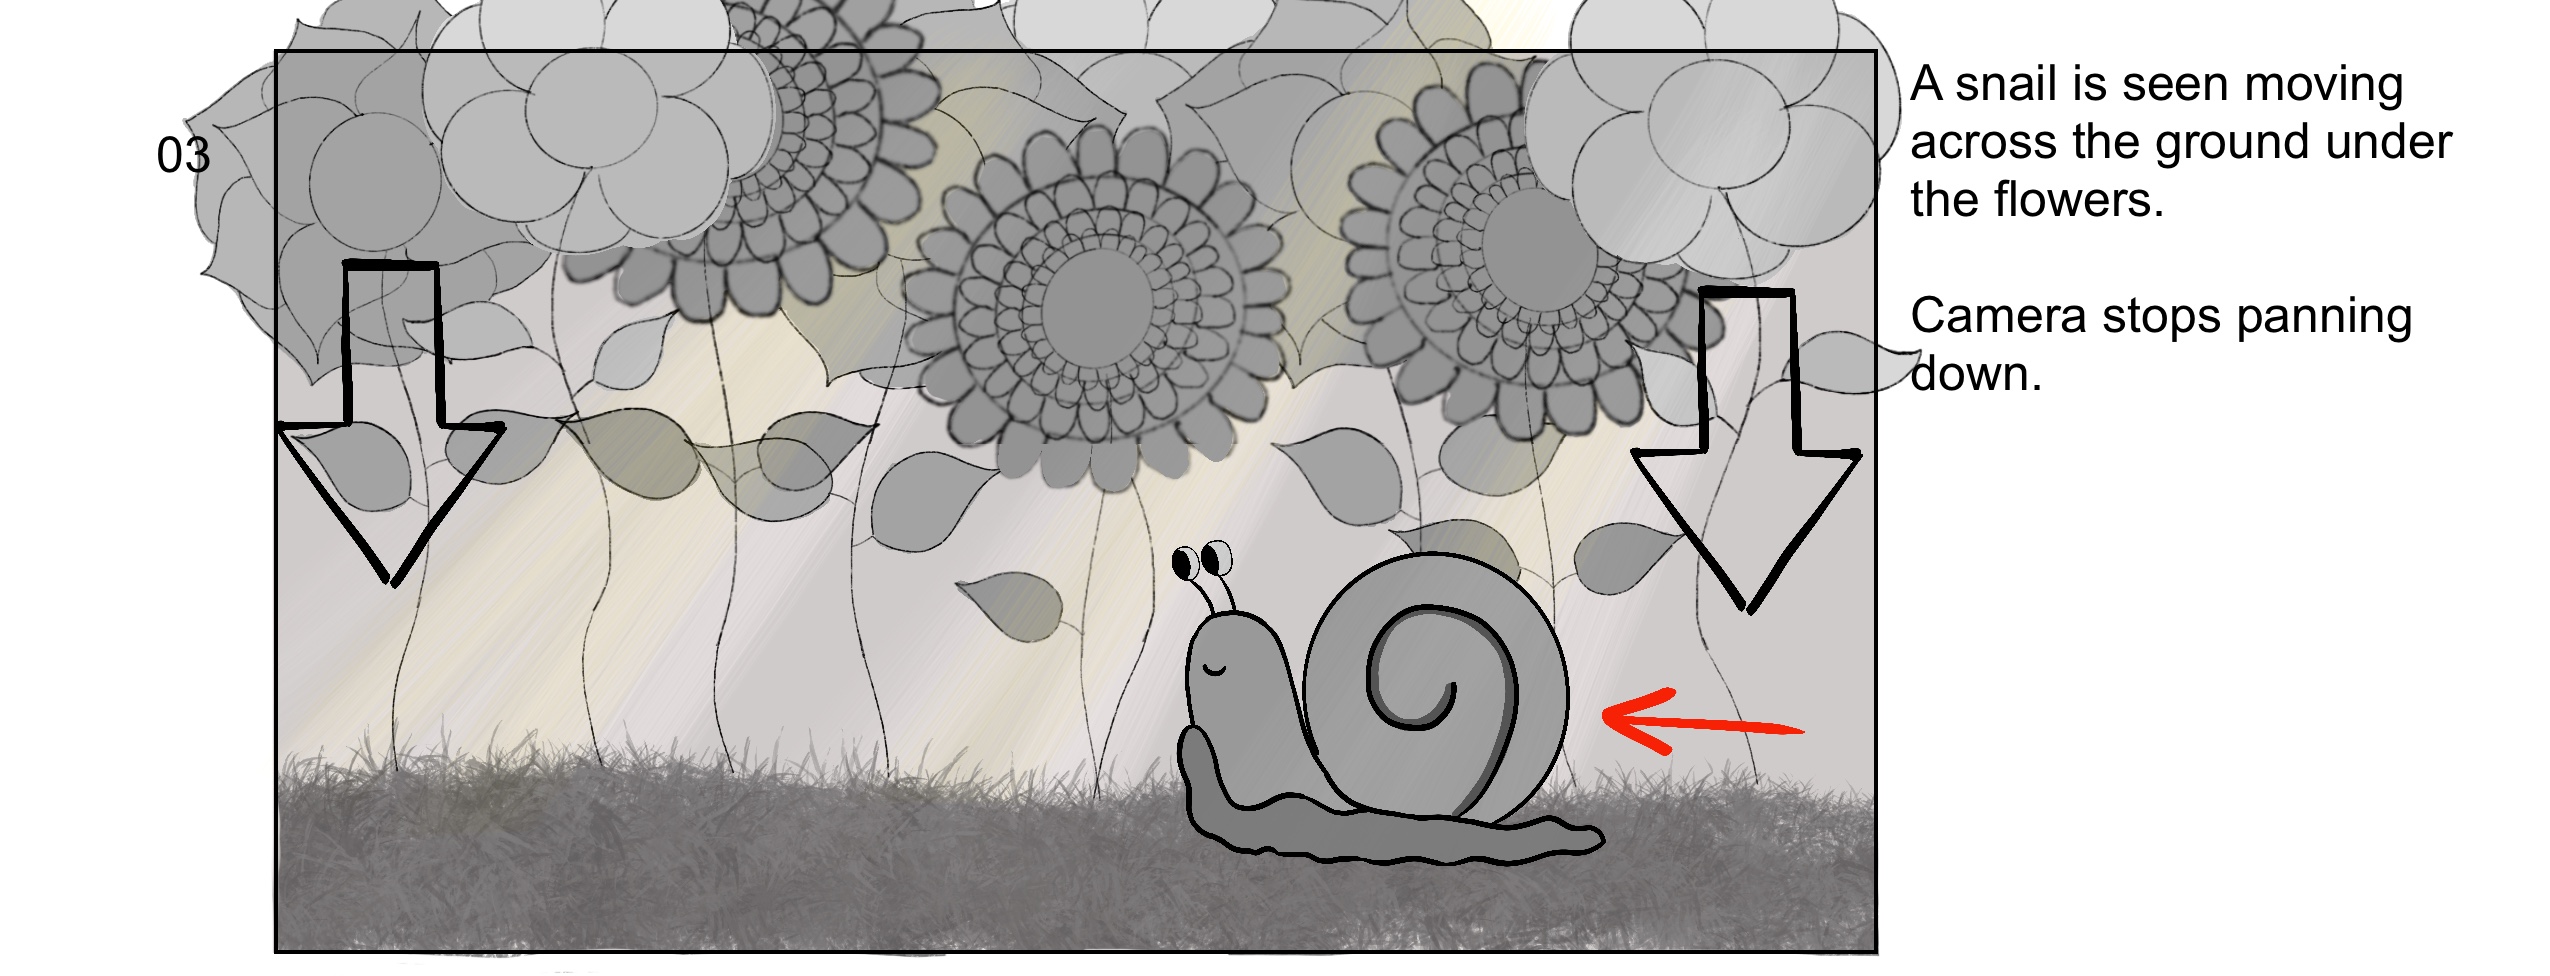 03
A snail is seen moving
across the ground under
the flowers.
Camera stops panning
down.